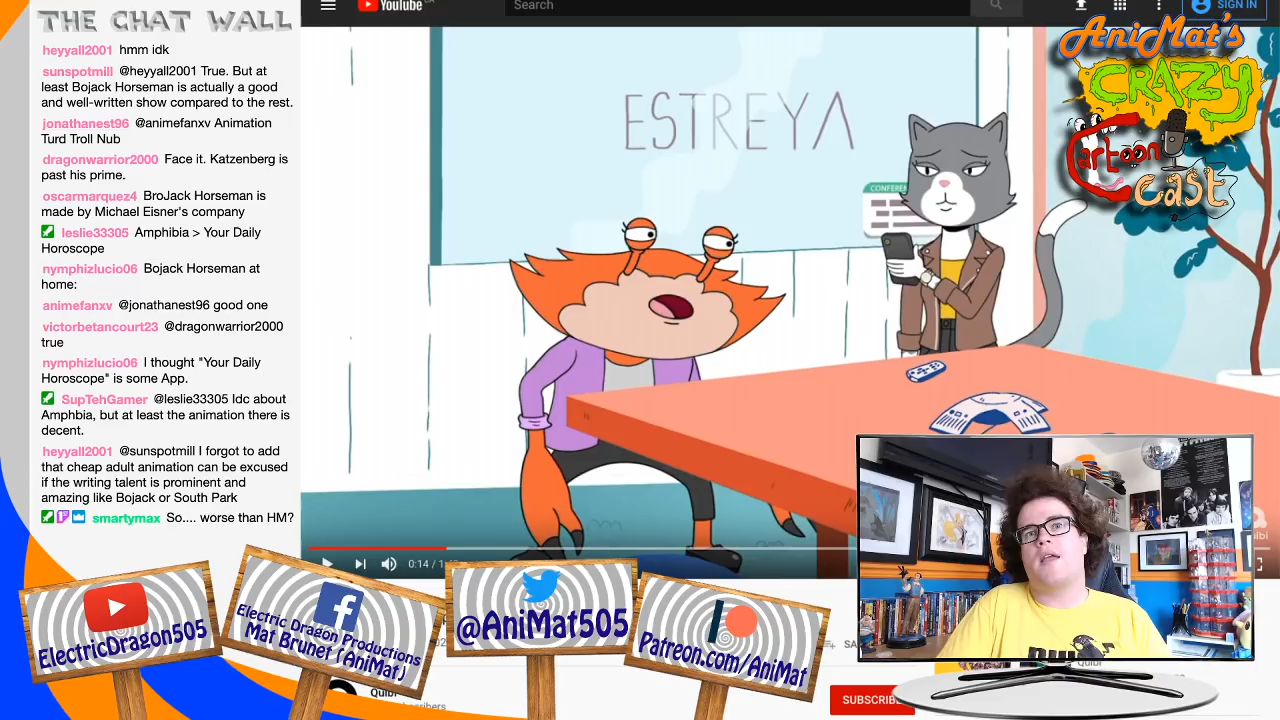 THE CHAT WALL
heyyall2001 hmm idk
sunspotmill @heyyall2001 True. But at
least Bojack Horseman is actually a good
and well-written show compared to the rest.
jonathanest96 @animefanxv Animation
Turd Troll Nub
dragonwarrior2000 Face it. Katzenberg is
past his prime.
oscarmarquez4 BroJack Horseman is
made by Michael Eisner's company
leslie33305 Amphibia > Your Daily
Horoscope
nymphizlucio06 Bojack Horseman at
home:
animefanxv @jonathanest96 good one
victorbetancourt23 @dragonwarrior2000
true
nymphizlucio06 I thought "Your Daily
Horoscope" is some App.
SupTehGamer @leslie33305 Idc about
Amphbia, but at least the animation there is
decent.
heyyall2001 @sunspotmill I forgot to add
that cheap adult animation can be excused
if the writing talent is prominent and
amazing like Bojack or South Park
smartymax So.... worse than HM?
YouTube
Search
SIGN IN
AniMat's
CRAZY
Cartoon
Cast
ESTREYA
CONFEREN
0:14
ElectricDragon505
Electric Dragon Productions
Mat Brunet (AniMat)
@AniMat505
Patreon.com/AniMat
Quibi
SUBSCRIBE
Quibi